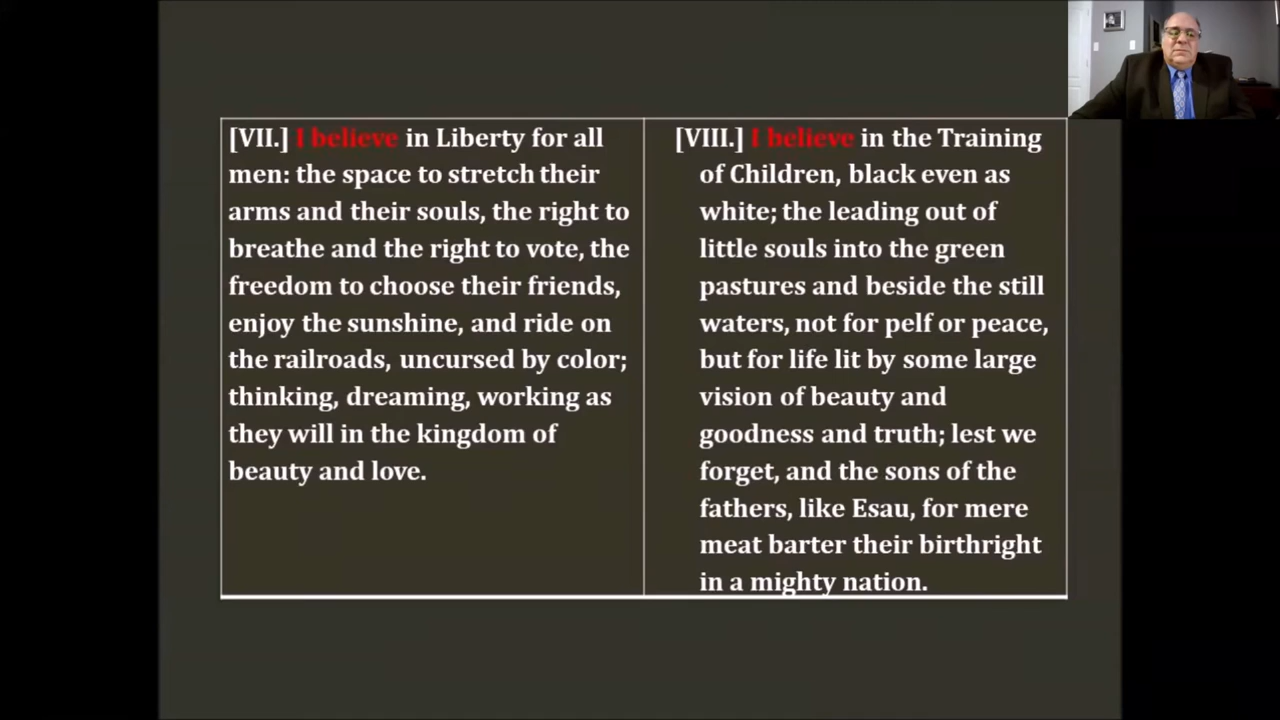 [VII.] I believe in Liberty for all
men: the space to stretch their
arms and their souls, the right to
breathe and the right to vote, the
freedom to choose their friends,
enjoy the sunshine, and ride on
the railroads, uncursed by color;
thinking, dreaming, working as
they will in the kingdom of
beauty and love.
[VIII.] I believe in the Training
of Children, black even as
white; the leading out of
little souls into the green
pastures and beside the still
waters, not for pelf or peace,
but for life lit by some large
vision of beauty and
goodness and truth; lest we
forget, and the sons of the
fathers, like Esau, for mere
meat barter their birthright
in a mighty nation.